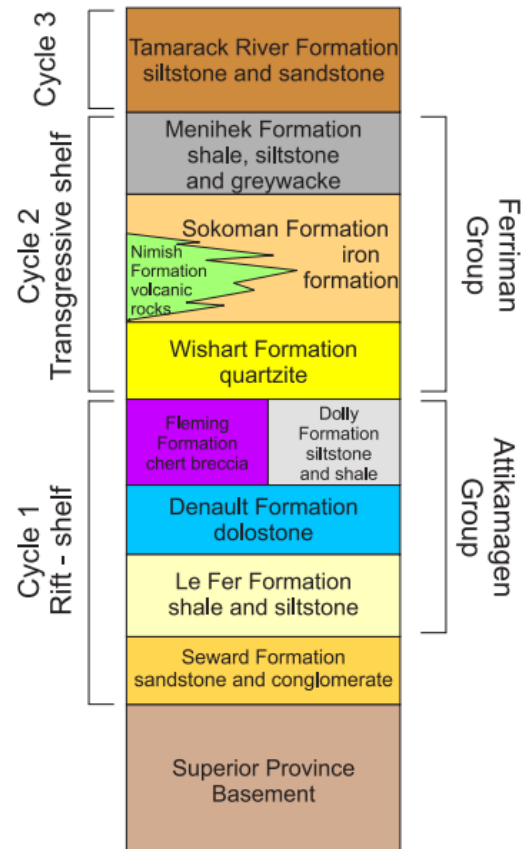 Cycle 3
Tamarack River Formation
siltstone and sandstone
Cycle 2
Transgressive shelf
Menihek Formation
shale, siltstone
and greywacke
Sokoman Formation
iron
formation
Nimish
Formation
volcanic
rocks
Wishart Formation
quartzite
Ferriman
Group
Cycle 1
Rift - shelf
Fleming
Formation
chert breccia
Dolly
Formation
siltstone
and shale
Denault Formation
dolostone
Le Fer Formation
shale and siltstone
Attikamagen
Group
Seward Formation
sandstone and conglomerate
Superior Province
Basement